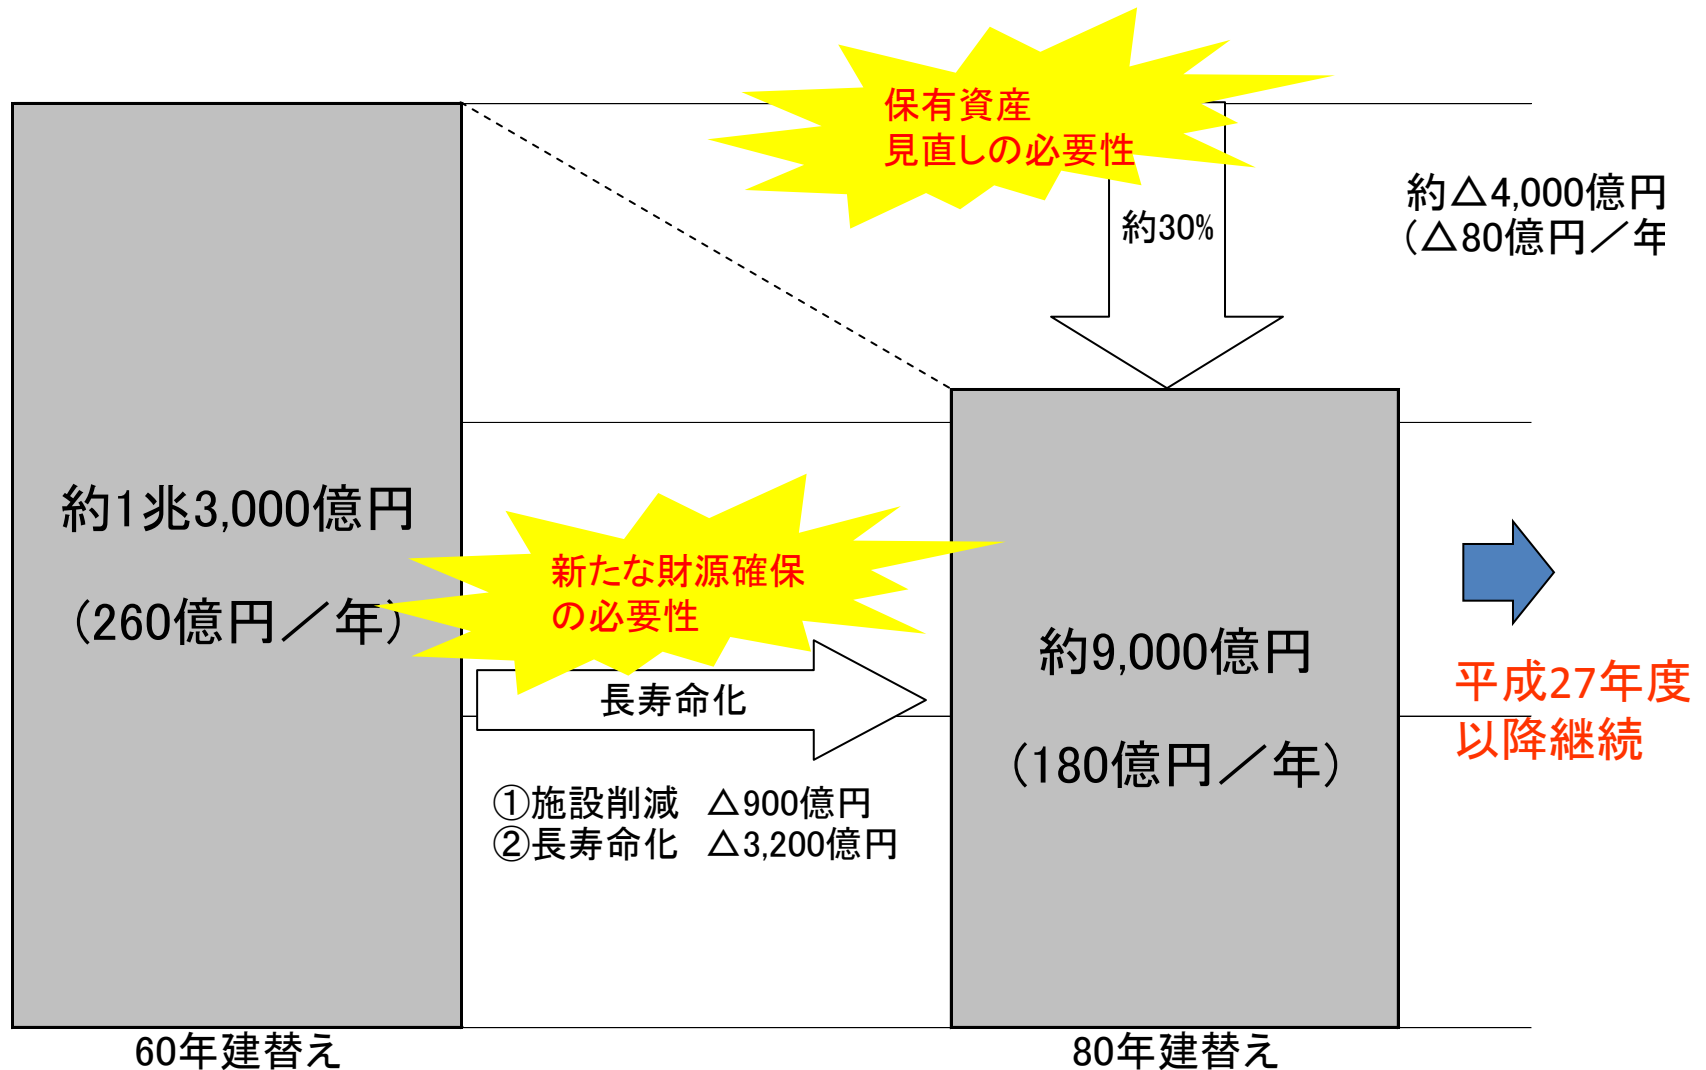 保有資産
見直しの必要性
約30%
約△4,000億円
(△80億円／年
約1兆3,000億円
(260億円／年)
新たな財源確保
の必要性
長寿命化
①施設削減　△900億円
②長寿命化　△3,200億円
約9,000億円
(180億円／年)
平成27年度
以降継続
60年建替え
80年建替え